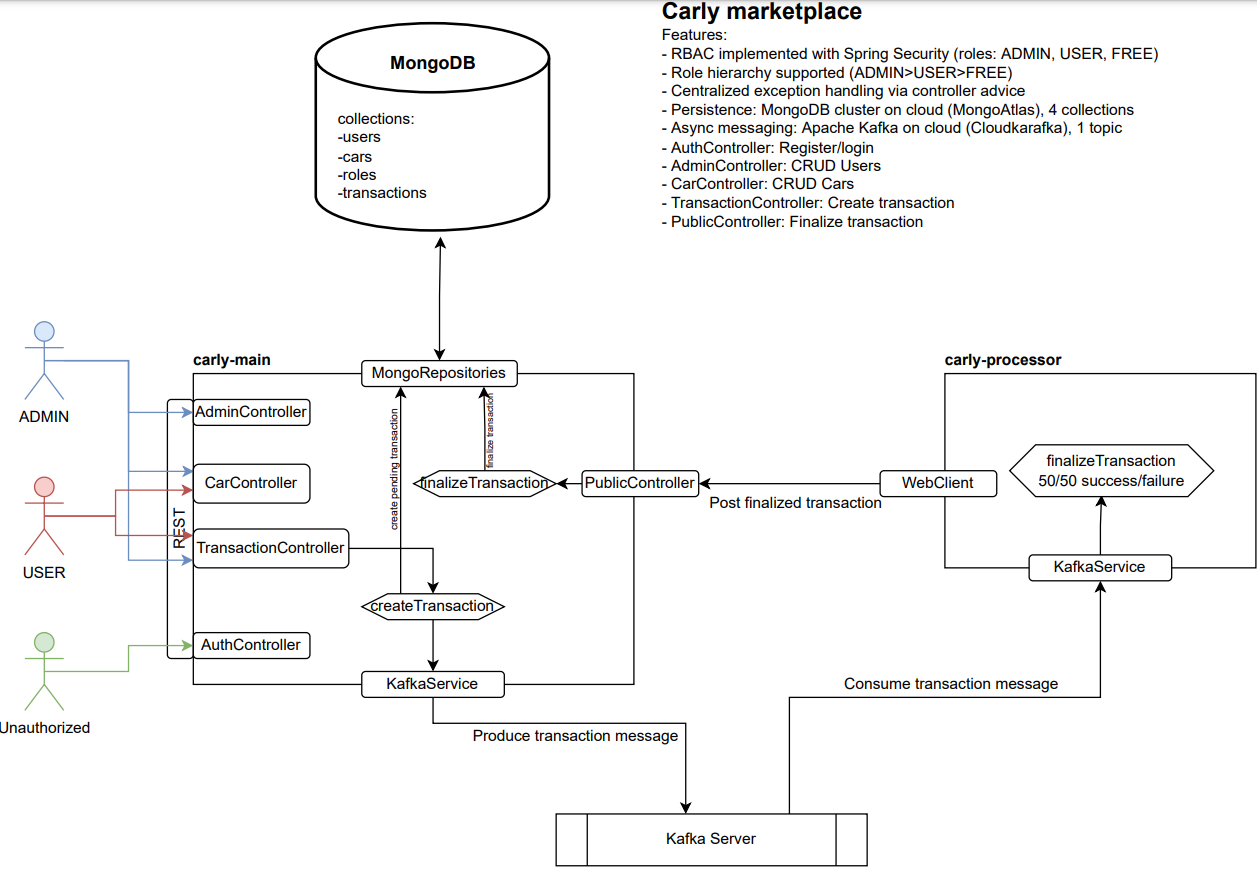 Carly marketplace
Features:
- RBAC implemented with Spring Security (roles: ADMIN, USER, FREE)
- Role hierarchy supported (ADMIN>USER>FREE)
- Centralized exception handling via controller advice
- Persistence: MongoDB cluster on cloud (MongoAtlas), 4 collections
- Async messaging: Apache Kafka on cloud (Cloudkarafka), 1 topic
- AuthController: Register/login
- AdminController: CRUD Users
- CarController: CRUD Cars
- TransactionController: Create transaction
- PublicController: Finalize transaction
MongoDB
collections:
-users
-cars
-roles
-transactions
ADMIN
USER
Unauthorized
carly-main
MongoRepositories
REST
AdminController
CarController
TransactionController
AuthController
create pending transaction
finalize transaction
finalizeTransaction
PublicController
createTransaction
KafkaService
Post finalized transaction
carly-processor
WebClient
finalizeTransaction
50/50 success/failure
KafkaService
Produce transaction message
Consume transaction message
Kafka Server